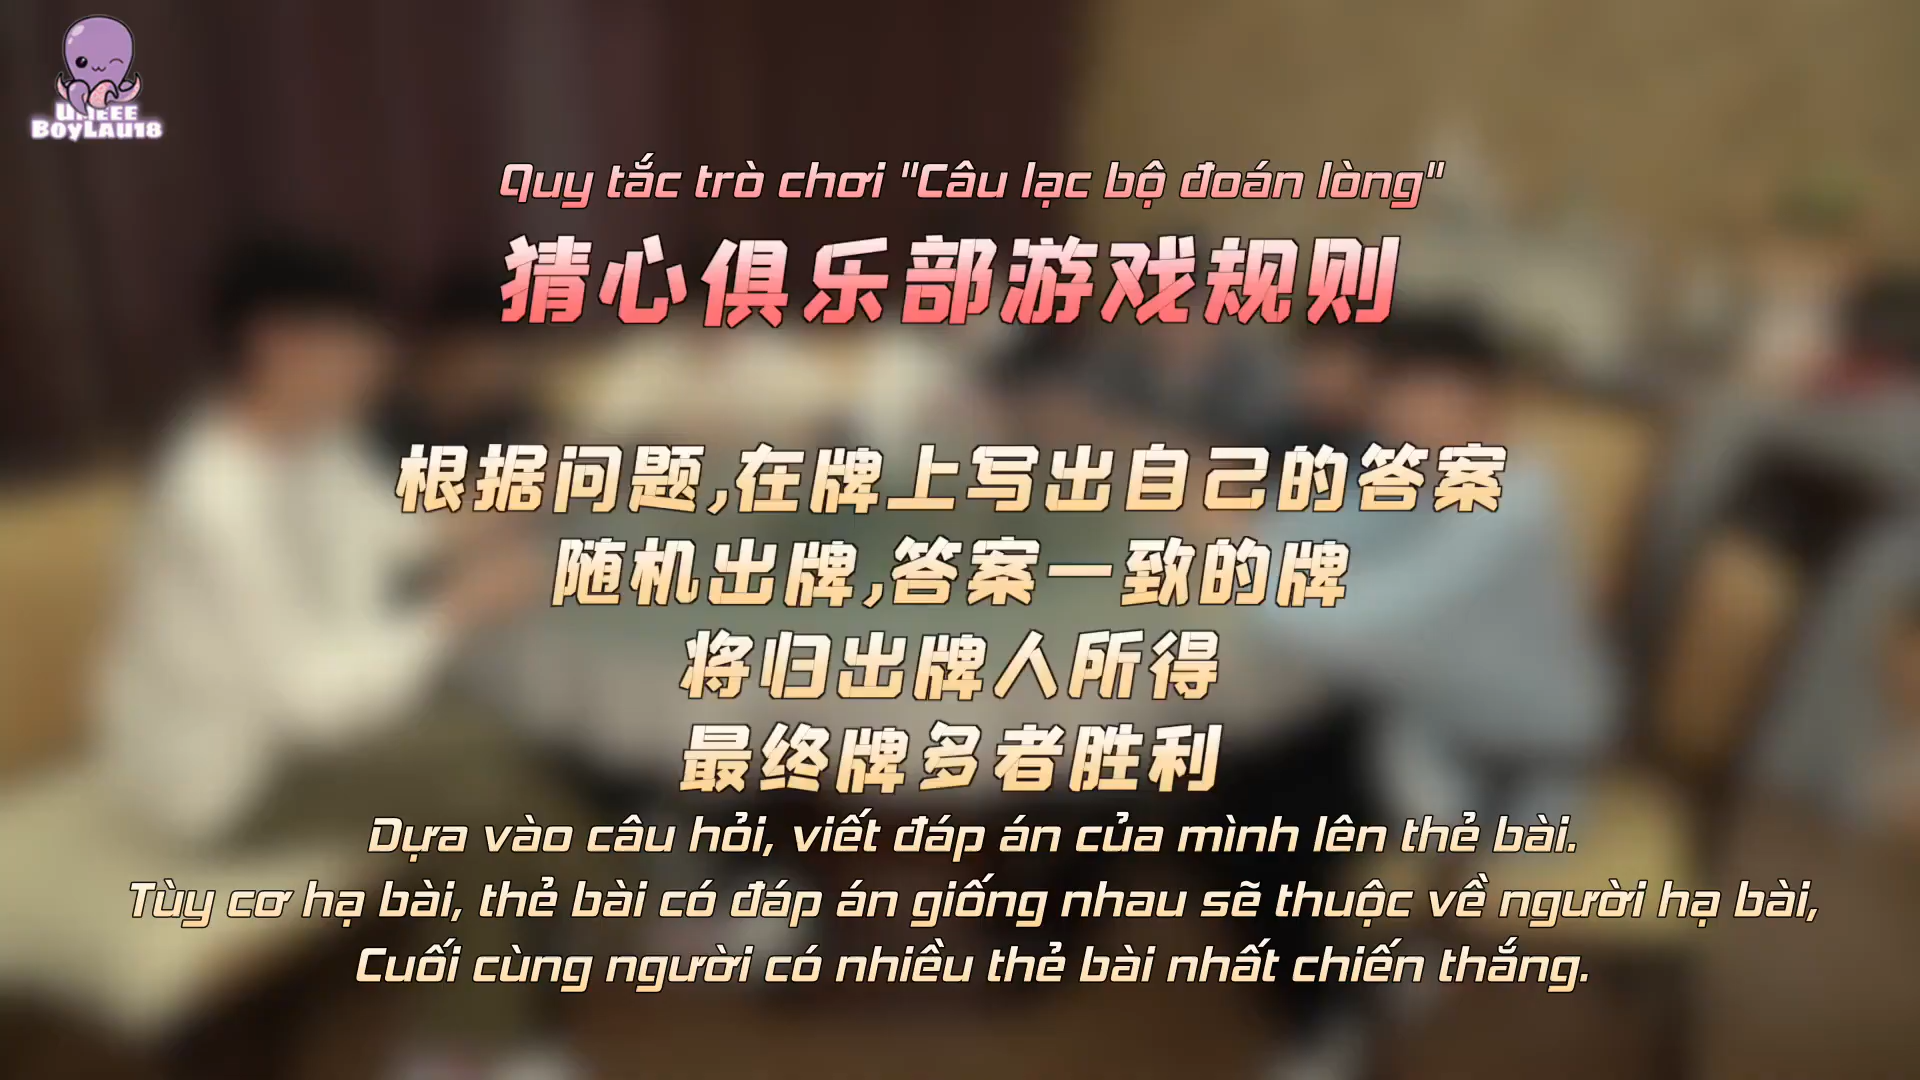 BoyLAU18
Quy tắc trò chơi "Câu lạc bộ đoán lòng"
猜心俱乐部游戏规则
根据问题,在牌上写出自己的答案
随机出牌,答案一致的牌
将归出牌人所得
最终牌多者胜利
Dựa vào câu hỏi, viết đáp án của mình lên thẻ bài.
Tùy cơ hạ bài, thẻ bài có đáp án giống nhau sẽ thuộc về người hạ bài,
Cuối cùng người có nhiều thẻ bài nhất chiến thắng.